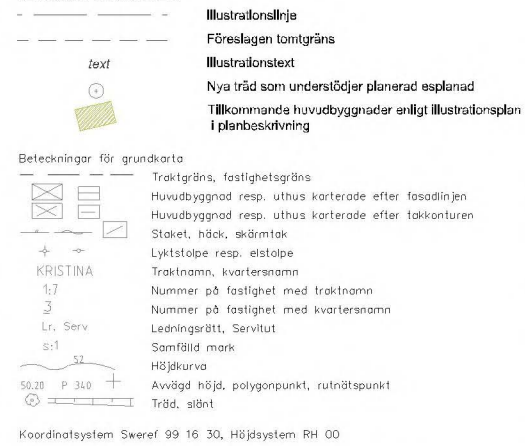 Illustrationslinje
Föreslagen tomtgräns
text Illustrationstext
Nya träd som understödjer planerad esplanad
Tillkommande huvudbyggnader enligt illustrationsplan
i planbeskrivning
Beteckningar för grundkarta
Traktgräns, fastighetsgräns
Huvudbyggnad resp. uthus karterade efter fasadlinjen
Huvudbyggnad resp. uthus karterade efter takkonturen
Staket, häck, skärmtak
Lyktstolpe resp. elstolpe
KRISTINA Traktnamn, kvartersnamn
1:7 Nummer på fastighet med traktnamn
3 Nummer på fastighet med kvartersnamn
Lr, Serv Ledningsrätt, Servitut
s:1 Samfälld mark
52 Höjdkurva
50.20 P 340 Avvägd höjd, polygonpunkt, rutnätspunkt
Träd, slänt
Koordinatsystem Sweref 99 16 30, Höjdsystem RH 00